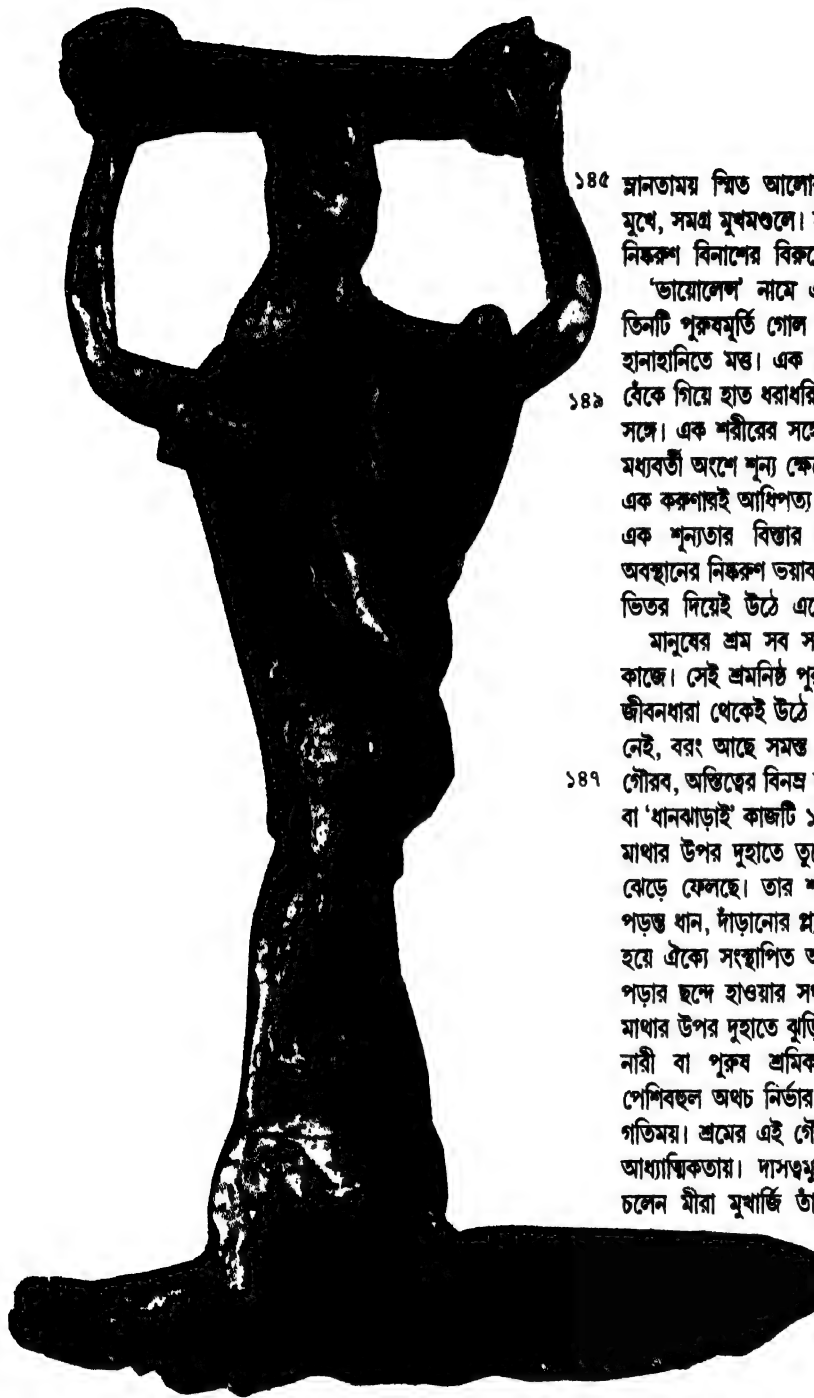 ১৪৫ ম্লানতাময় স্মিত আলোর
মুখে, সমগ্র মুখমণ্ডলে।
নিষ্করুণ বিনাশের বিরুদ্ধে
'ভায়োলেন্স' নামে এ
তিনটি পুরুষমূর্তি গোল
হানাহানিতে মত্ত। এক
১৪৯ বেঁকে গিয়ে হাত ধরাধরি
সঙ্গে। এক শরীরের সঙ্গে
মধ্যবর্তী অংশে শূন্য ক্ষে
এক করুণারই আধিপত্য
এক শূন্যতার বিস্তার
অবস্থানের নিষ্করুণ ভয়াব
ভিতর দিয়েই উঠে এ
মানুষের শ্রম সব স
কাজে। সেই শ্রমনিষ্ঠ পু
জীবনধারা থেকেই উঠে
নেই, বরং আছে সমস্ত
১৪৭ গৌরব, অস্তিত্বের বিনম্র
বা 'ধানঝাড়াই' কাজটি ১
মাথার উপর দুহাতে তু
ঝেড়ে ফেলছে। তার শ
পড়ন্ত ধান, দাঁড়ানোর প্ল
হয়ে ঐক্যে সংস্থাপিত
পড়ার ছন্দে হাওয়ার স
মাথার উপর দুহাতে ঝুড়ি
নারী বা পুরুষ শ্রমিক
পেশিবহুল অথচ নির্ভার
গতিময়। শ্রমের এই গৌ
আধ্যাত্মিকতায়। দাসত্বমু
চলেন মীরা মুখার্জি তাঁ